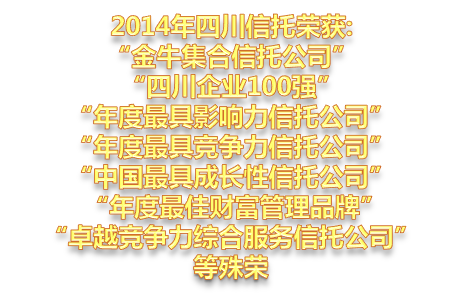 2014年四川信托荣获:
“金牛集合信托公司”
“四川企业100强”
“年度最具影响力信托公司”
“年度最具竞争力信托公司”
“中国最具成长性信托公司”
“年度最佳财富管理品牌”
“卓越竞争力综合服务信托公司”
等殊荣